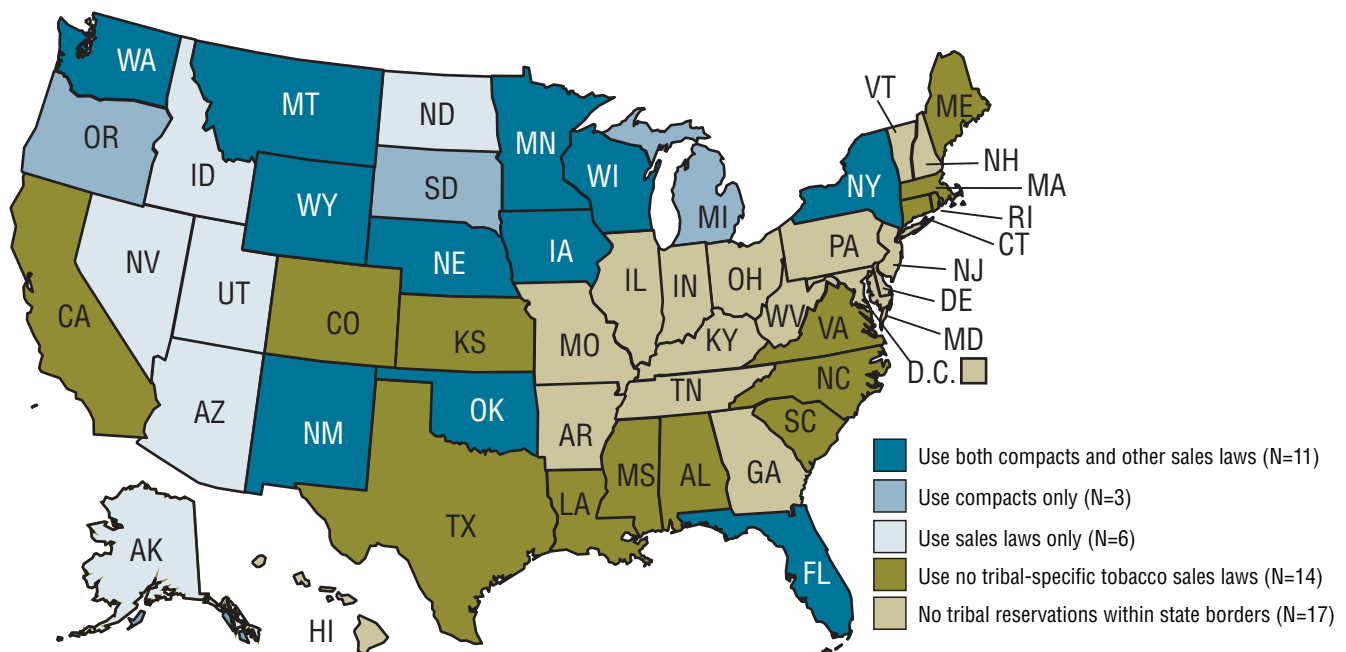 WA
MT
ND
MN
VT
ME
OR
ID
SD
WI
NY
NH
MA
WY
MI
RI
CT
NV
NE
IA
PA
NJ
UT
IL
IN
OH
DE
CA
CO
KS
MO
WV
VA
MD
KY
D.C.
AZ
NM
OK
TN
NC
AR
SC
TX
LA
MS
AL
GA
AK
HI
FL
Use both compacts and other sales laws (N=11)
Use compacts only (N=3)
Use sales laws only (N=6)
Use no tribal-specific tobacco sales laws (N=14)
No tribal reservations within state borders (N=17)